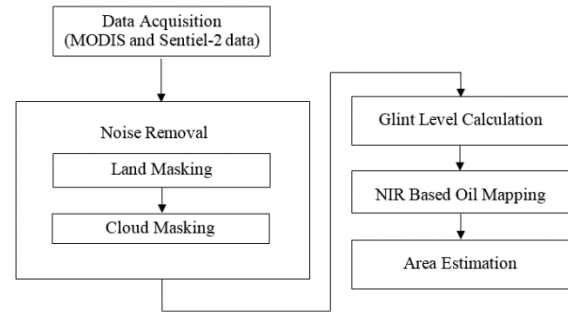 Data Acquisition
(MODIS and Sentiel-2 data)
Noise Removal
Land Masking
Cloud Masking
Glint Level Calculation
NIR Based Oil Mapping
Area Estimation